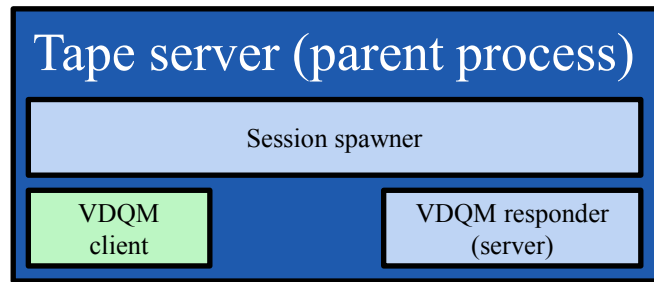 Tape server (parent process)
Session spawner
VDQM
client
VDQM responder
(server)